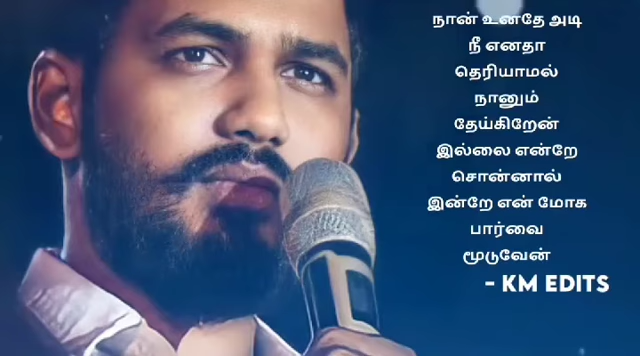 நான் உனதே அடி
நீ எனதா
தெரியாமல்
நானும்
தேய்கிறேன்
இல்லை என்றே
சொன்னால்
இன்றே என் மோக
பார்வை
மூடுவேன்
- KM EDITS